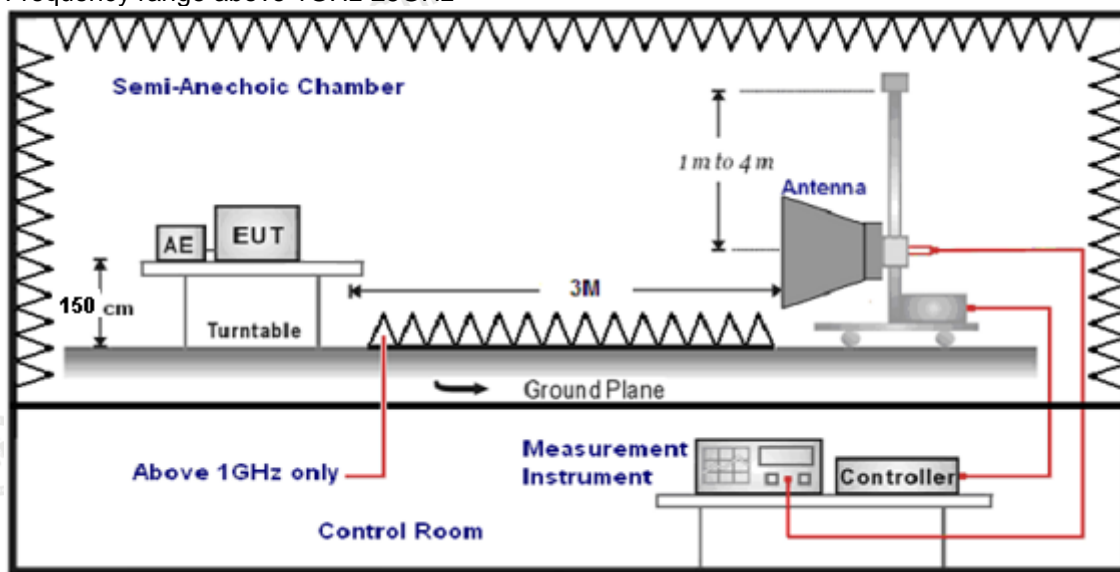 Semi-Anechoic Chamber
1 m to 4 m
Antenna
AE
EUT
150 cm
3M
Turntable
Ground Plane
Above 1GHz only
Measurement
Instrument
Controller
Control Room